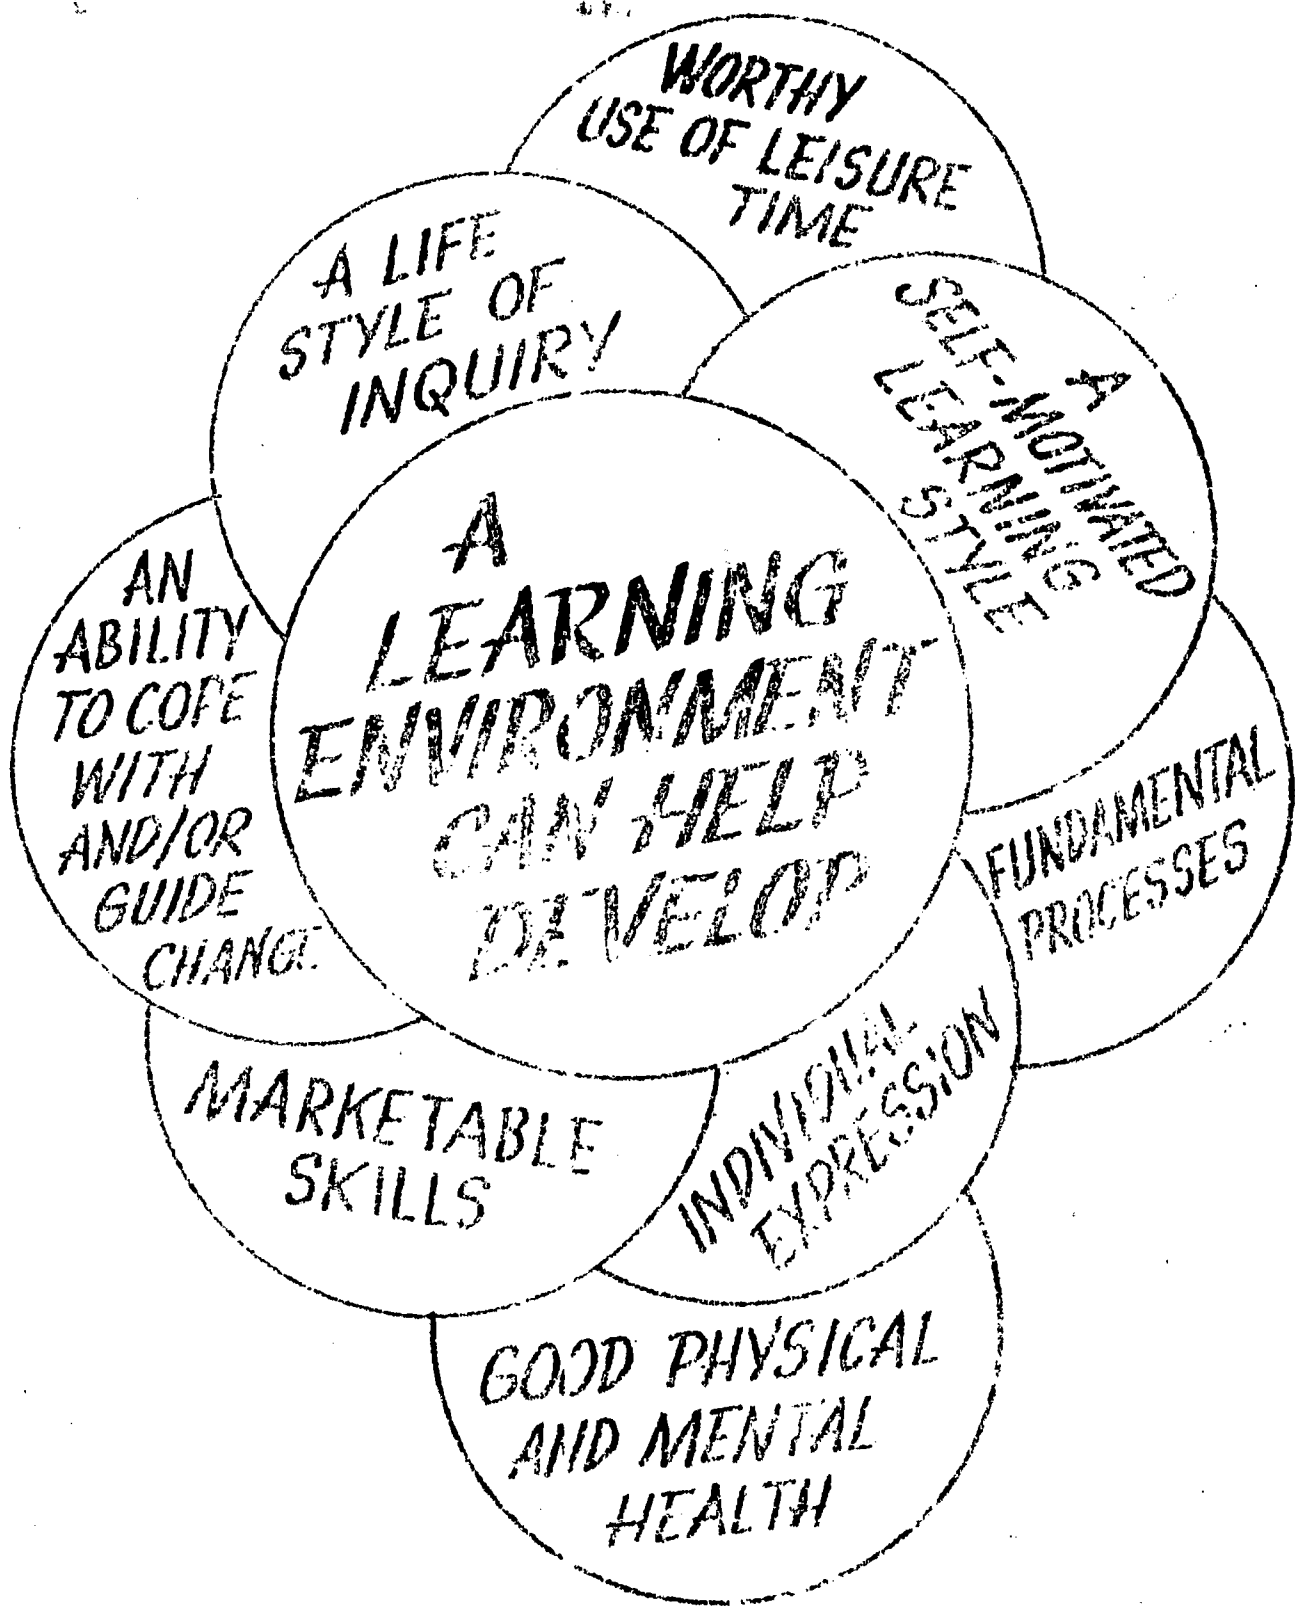 WORTHY
USE OF LEISURE
TIME
A LIFE
STYLE OF
INQUIRY
A
SELF-MOTIVATED
LEARNING
STYLE
A
LEARNING
ENVIRONMENT
CAN HELP
DEVELOP
AN
ABILITY
TO COPE
WITH
AND/OR
GUIDE
CHANGE
FUNDAMENTAL
PROCESSES
MARKETABLE
SKILLS
INDIVIDUAL
EXPRESSION
GOOD PHYSICAL
AND MENTAL
HEALTH